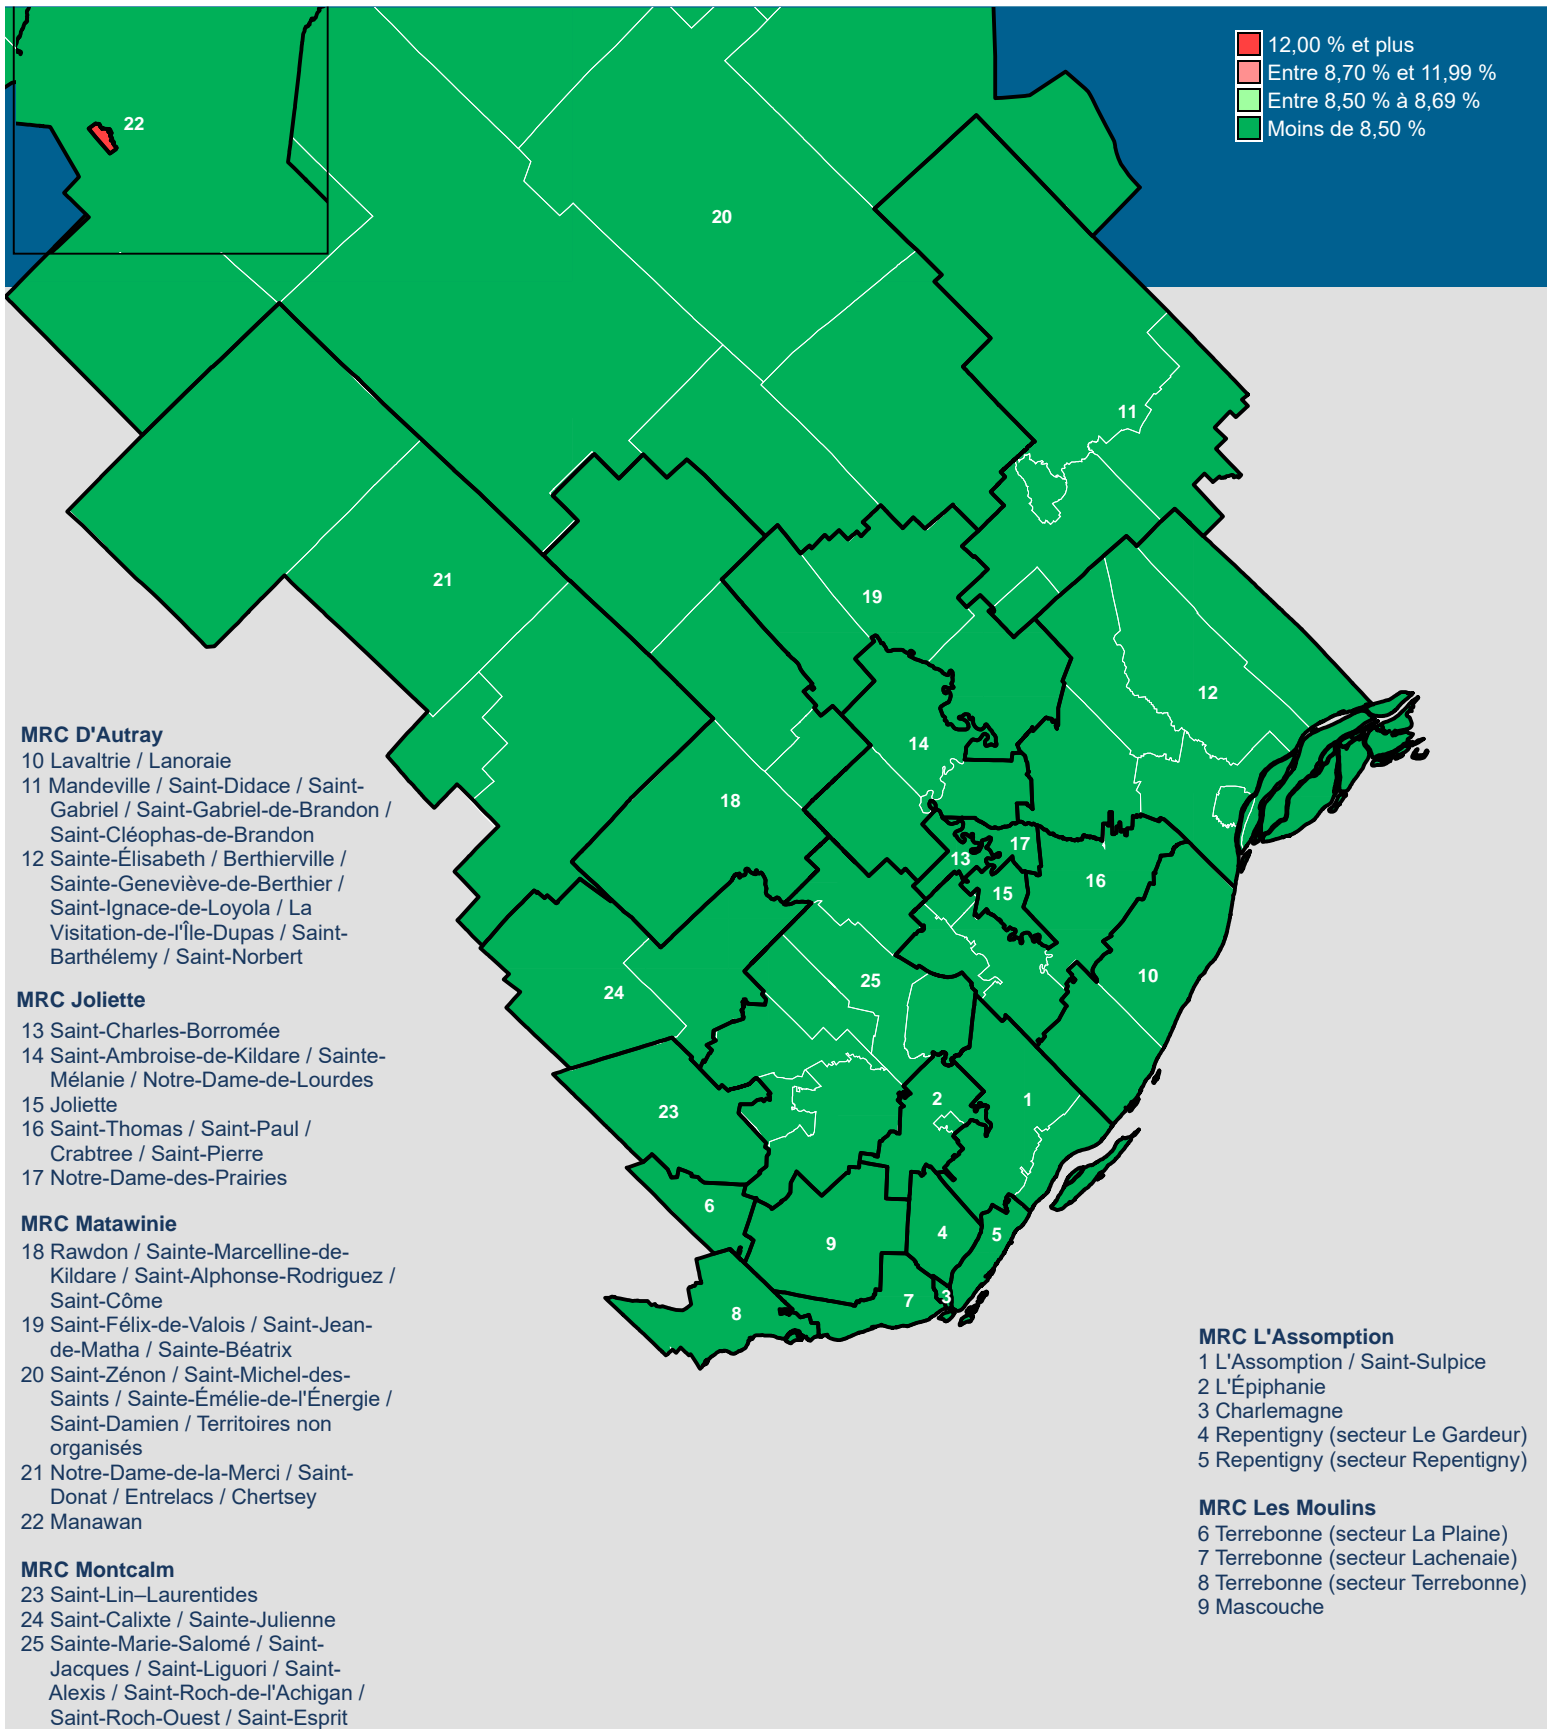 12,00 % et plus
Entre 8,70 % et 11,99 %
Entre 8,50 % à 8,69 %
Moins de 8,50 %
22
20
11
21
19
12
14
18
17
13
16
15
10
25
24
2
1
23
6
4
5
9
3
7
8
MRC D'Autray
10 Lavaltrie / Lanoraie
11 Mandeville / Saint-Didace / Saint-
Gabriel / Saint-Gabriel-de-Brandon /
Saint-Cléophas-de-Brandon
12 Sainte-Élisabeth / Berthierville /
Sainte-Geneviève-de-Berthier /
Saint-Ignace-de-Loyola / La
Visitation-de-l'Île-Dupas / Saint-
Barthélemy / Saint-Norbert
MRC Joliette
13 Saint-Charles-Borromée
14 Saint-Ambroise-de-Kildare / Sainte-
Mélanie / Notre-Dame-de-Lourdes
15 Joliette
16 Saint-Thomas / Saint-Paul /
Crabtree / Saint-Pierre
17 Notre-Dame-des-Prairies
MRC Matawinie
18 Rawdon / Sainte-Marcelline-de-
Kildare / Saint-Alphonse-Rodriguez /
Saint-Côme
19 Saint-Félix-de-Valois / Saint-Jean-
de-Matha / Sainte-Béatrix
20 Saint-Zénon / Saint-Michel-des-
Saints / Sainte-Émélie-de-l'Énergie /
Saint-Damien / Territoires non
organisés
21 Notre-Dame-de-la-Merci / Saint-
Donat / Entrelacs / Chertsey
22 Manawan
MRC Montcalm
23 Saint-Lin–Laurentides
24 Saint-Calixte / Sainte-Julienne
25 Sainte-Marie-Salomé / Saint-
Jacques / Saint-Liguori / Saint-
Alexis / Saint-Roch-de-l'Achigan /
Saint-Roch-Ouest / Saint-Esprit
MRC L'Assomption
1 L'Assomption / Saint-Sulpice
2 L'Épiphanie
3 Charlemagne
4 Repentigny (secteur Le Gardeur)
5 Repentigny (secteur Repentigny)
MRC Les Moulins
6 Terrebonne (secteur La Plaine)
7 Terrebonne (secteur Lachenaie)
8 Terrebonne (secteur Terrebonne)
9 Mascouche